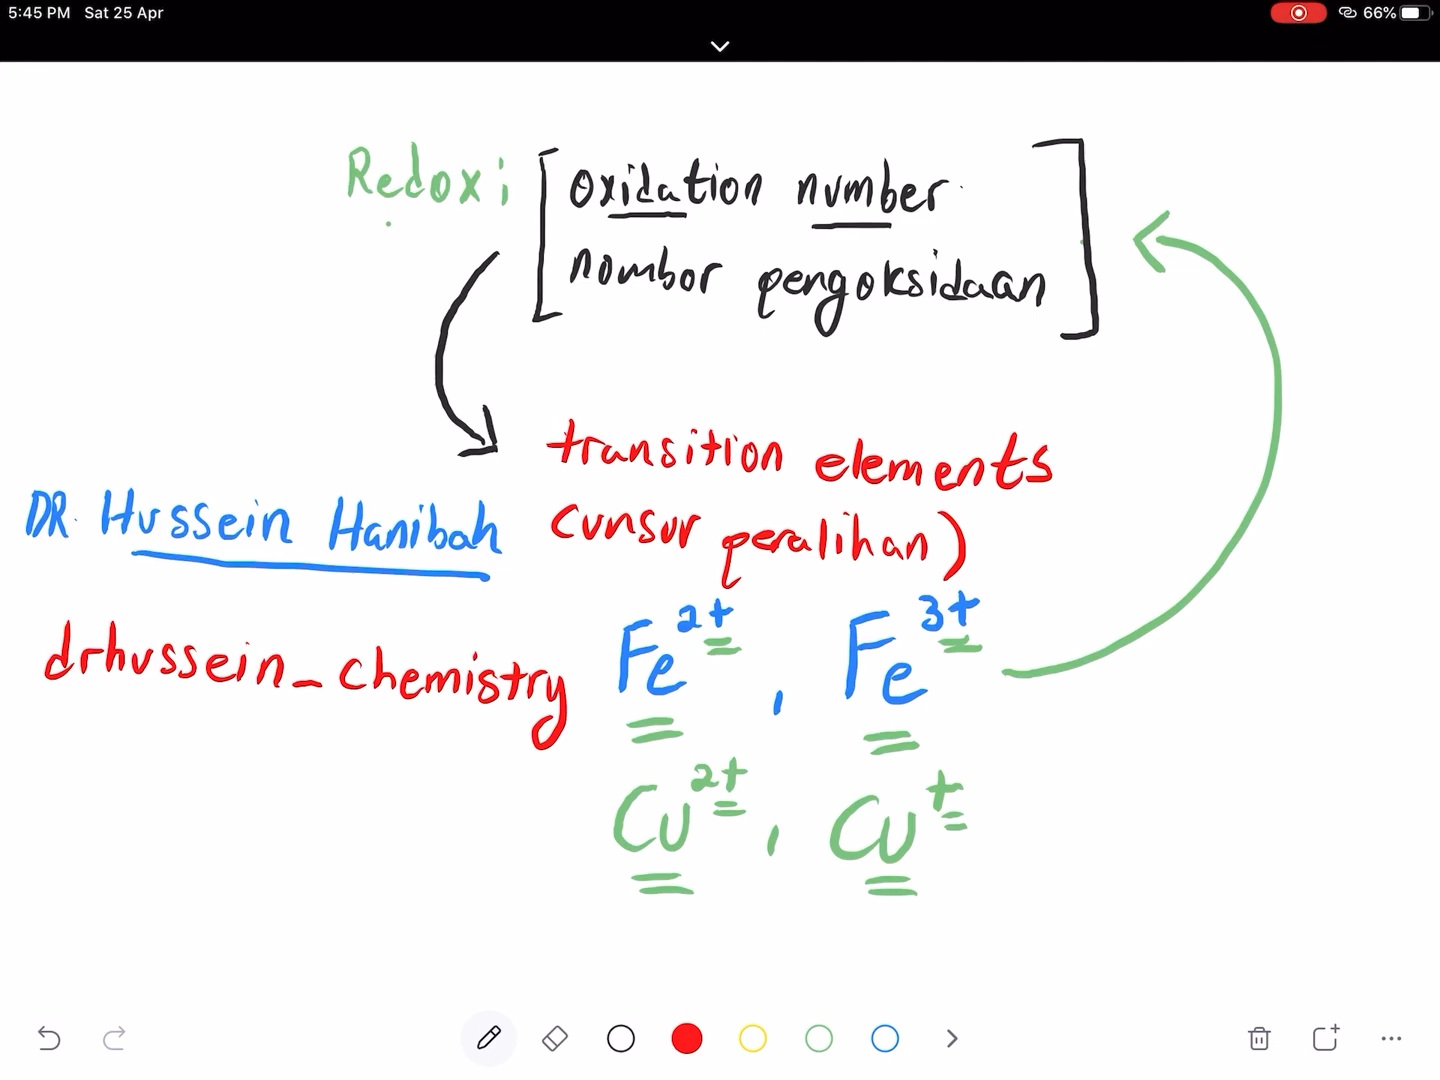 5:45 PM Sat 25 Apr
66%
Redox: oxidation number
nombor pengoksidaan
transition elements
(unsur peralihan)
DR. Hussein Hanibah
drhussein_chemistry
Fe²⁺, Fe³⁺
Cu²⁺, Cu⁺